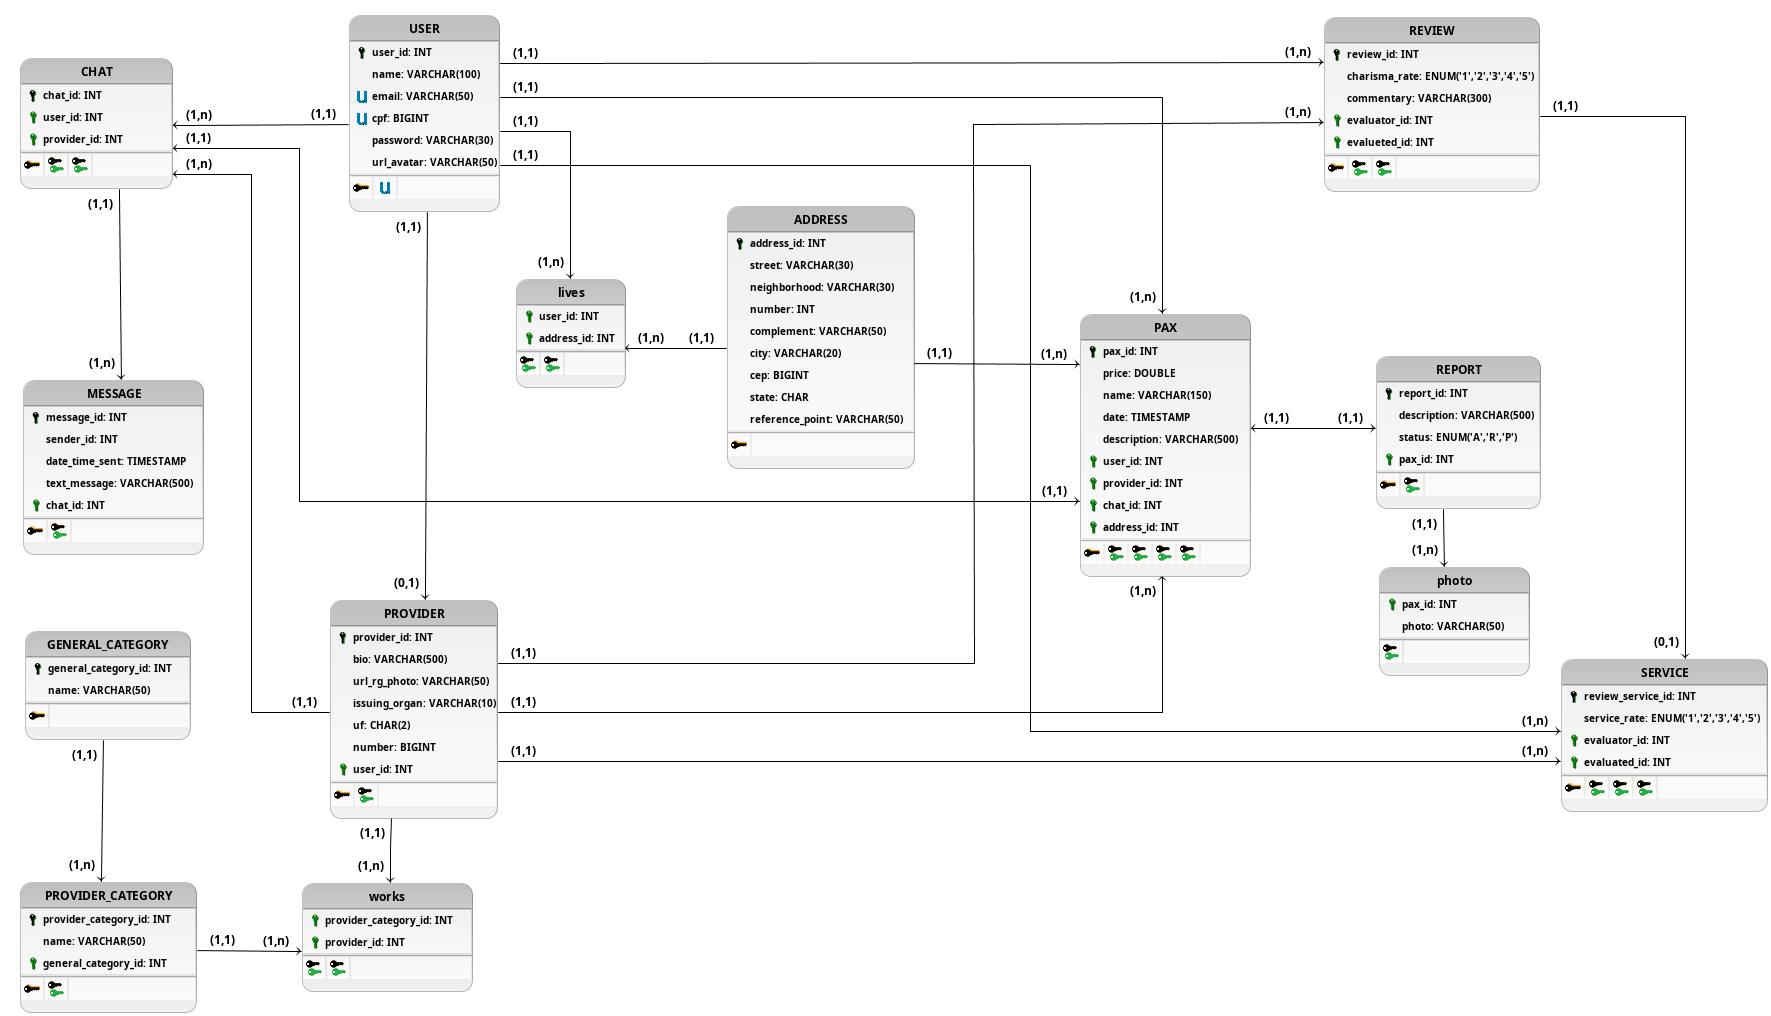 USER
user_id: INT
name: VARCHAR(100)
email: VARCHAR(50)
cpf: BIGINT
password: VARCHAR(30)
url_avatar: VARCHAR(50)
(1,1)
(1,1)
(1,1)
(1,1)
(1,1)
(1,1)
REVIEW
review_id: INT
charisma_rate: ENUM('1','2','3','4','5')
commentary: VARCHAR(300)
evaluator_id: INT
evalueted_id: INT
(1,n)
(1,n)
(1,1)
CHAT
chat_id: INT
user_id: INT
provider_id: INT
(1,n)
(1,1)
(1,n)
(1,1)
ADDRESS
address_id: INT
street: VARCHAR(30)
neighborhood: VARCHAR(30)
number: INT
complement: VARCHAR(50)
city: VARCHAR(20)
cep: BIGINT
state: CHAR
reference_point: VARCHAR(50)
(1,1)
(1,1)
(1,n)
lives
user_id: INT
address_id: INT
(1,n)
(1,n)
PAX
pax_id: INT
price: DOUBLE
name: VARCHAR(150)
date: TIMESTAMP
description: VARCHAR(500)
user_id: INT
provider_id: INT
chat_id: INT
address_id: INT
(1,n)
(1,1)
(1,1)
(1,n)
(1,1)
REPORT
report_id: INT
description: VARCHAR(500)
status: ENUM('A','R','P')
pax_id: INT
(1,1)
(1,n)
(1,n)
MESSAGE
message_id: INT
sender_id: INT
date_time_sent: TIMESTAMP
text_message: VARCHAR(500)
chat_id: INT
photo
pax_id: INT
photo: VARCHAR(50)
(0,1)
PROVIDER
provider_id: INT
bio: VARCHAR(500)
url_rg_photo: VARCHAR(50)
issuing_organ: VARCHAR(10)
uf: CHAR(2)
number: BIGINT
user_id: INT
(1,1)
(1,1)
(1,1)
(1,1)
(1,1)
GENERAL_CATEGORY
general_category_id: INT
name: VARCHAR(50)
(1,1)
(0,1)
SERVICE
review_service_id: INT
service_rate: ENUM('1','2','3','4','5')
evaluator_id: INT
evaluated_id: INT
(1,n)
(1,n)
(1,n)
PROVIDER_CATEGORY
provider_category_id: INT
name: VARCHAR(50)
general_category_id: INT
(1,1)
(1,n)
(1,n)
works
provider_category_id: INT
provider_id: INT